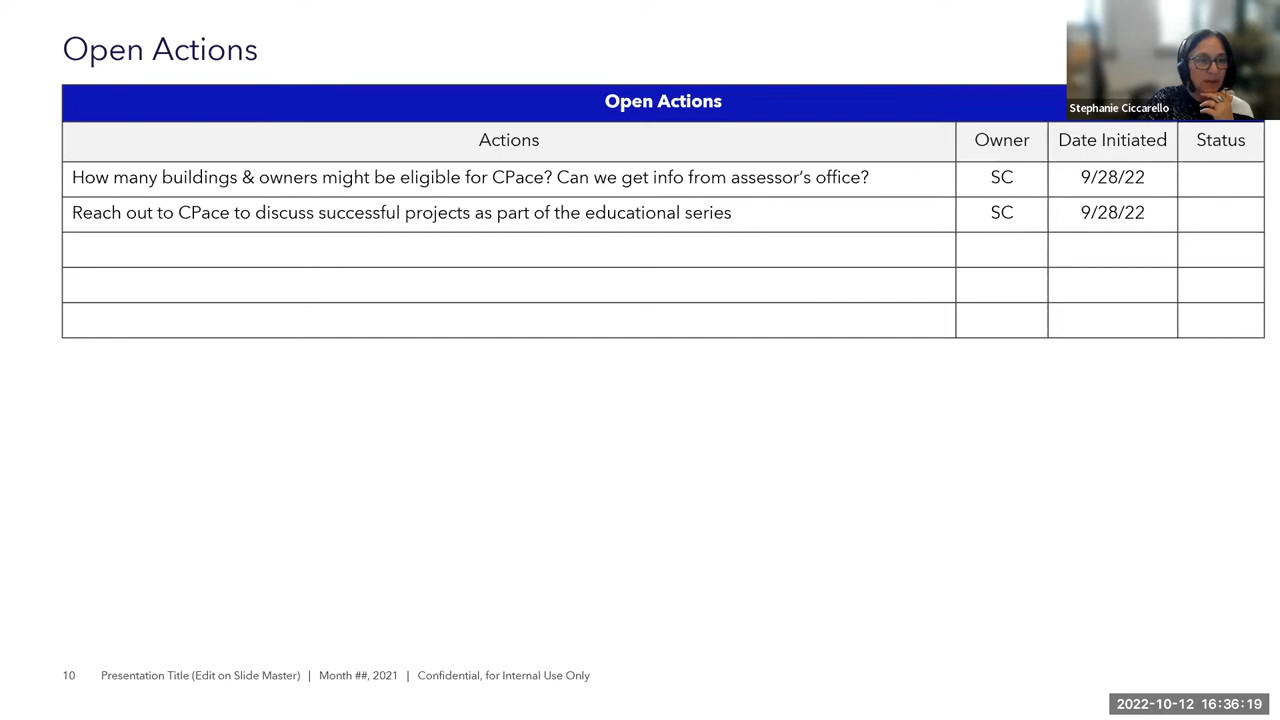 Open Actions
Stephanie Ciccarello
Open Actions
Actions Owner Date Initiated Status
How many buildings & owners might be eligible for CPace? Can we get info from assessor’s office? SC 9/28/22
Reach out to CPace to discuss successful projects as part of the educational series SC 9/28/22
10 Presentation Title (Edit on Slide Master) | Month ##, 2021 | Confidential, for Internal Use Only
2022-10-12 16:36:19